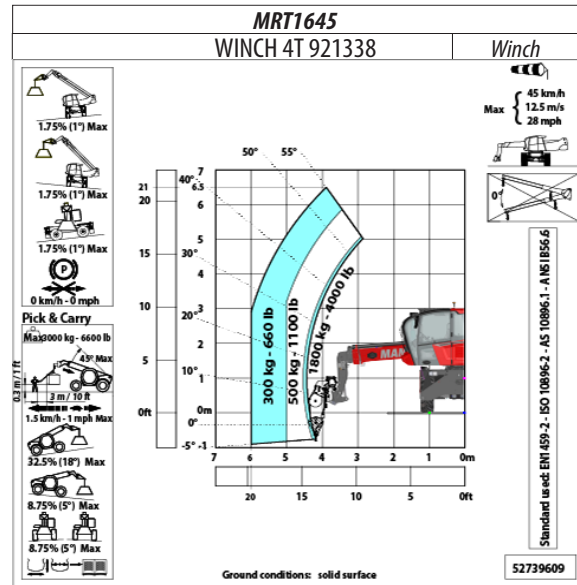 MRT1645
WINCH 4T 921338
Winch
1.75% (1°) Max
1.75% (1°) Max
1.75% (1°) Max
P
0 km/h - 0 mph
Pick & Carry
Max 3000 kg - 6600 lb
45° Max
0.3 m / 1 ft
3 m / 10 ft
1.5 km/h - 1 mph Max
32.5% (18°) Max
8.75% (5°) Max
8.75% (5°) Max
Max
45 km/h
12.5 m/s
28 mph
0°
50°
55°
40°
30°
20°
10°
0°
-5°
21
20
15
10
5
0ft
7
6.5
6
5
4
3
2
1
0m
-1
300 kg - 660 lb
500 kg - 1100 lb
1800 kg - 4000 lb
MAN
7 6 5 4 3 2 1 0m
20 15 10 5 0ft
Standard used: EN1459-2 - ISO 10896-2 - AS 10896.1 - ANSI B56.6
Ground conditions: solid surface
52739609